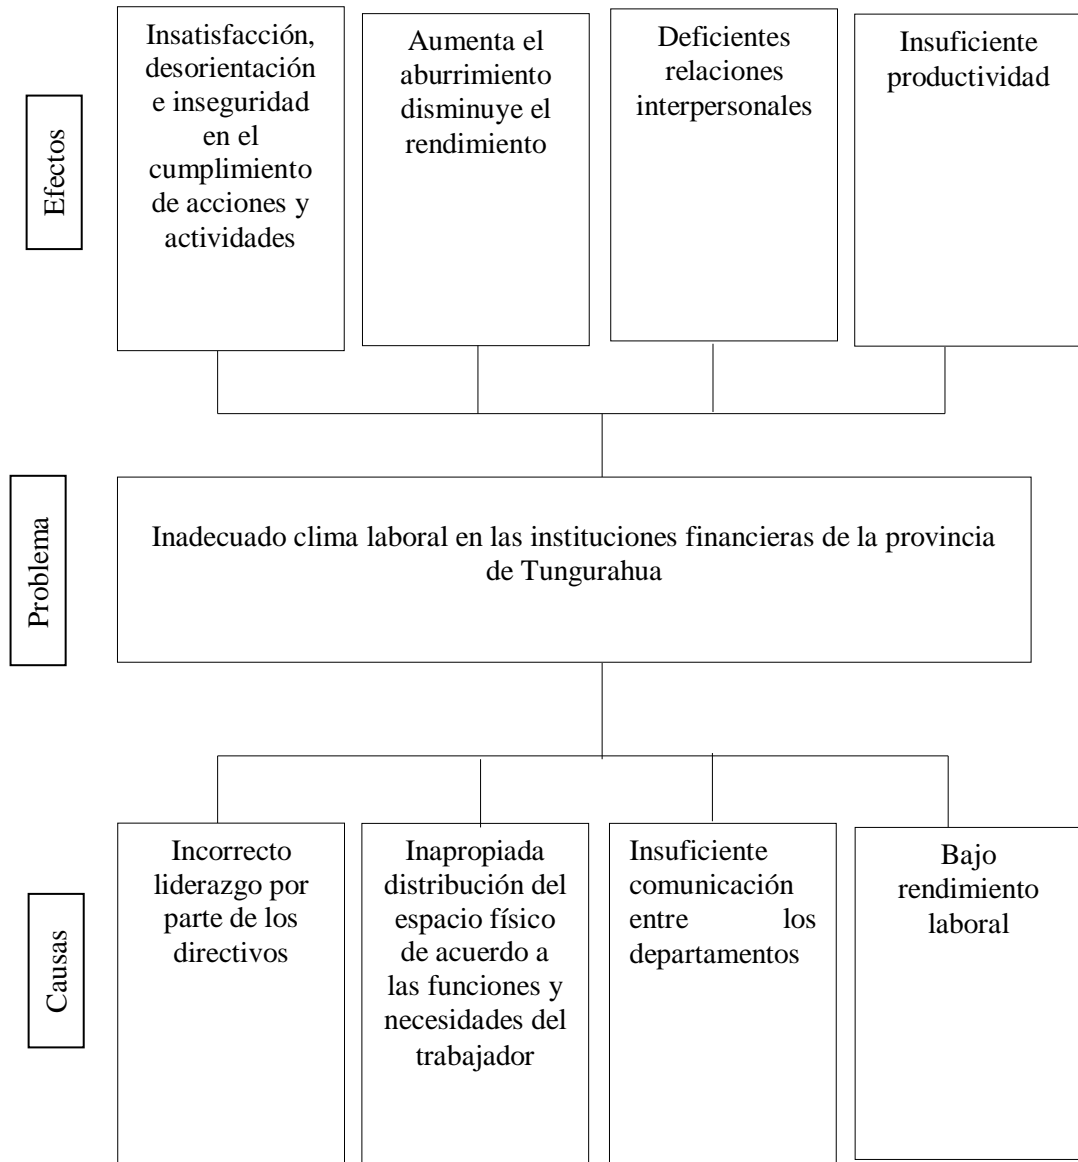 Efectos
Insatisfacción,
desorientación
e inseguridad
en el
cumplimiento
de acciones y
actividades
Aumenta el
aburrimiento
disminuye el
rendimiento
Deficientes
relaciones
interpersonales
Insuficiente
productividad
Problema
Inadecuado clima laboral en las instituciones financieras de la provincia
de Tungurahua
Causas
Incorrecto
liderazgo por
parte de los
directivos
Inapropiada
distribución del
espacio físico
de acuerdo a
las funciones y
necesidades del
trabajador
Insuficiente
comunicación
entre los
departamentos
Bajo
rendimiento
laboral